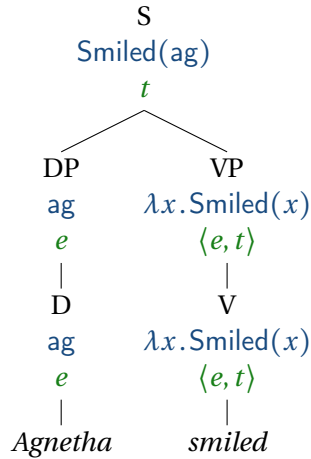 S
Smiled(ag)
t
DP VP
ag λx.Smiled(x)
e ⟨e, t⟩
D V
ag λx.Smiled(x)
e ⟨e, t⟩
Agnetha smiled